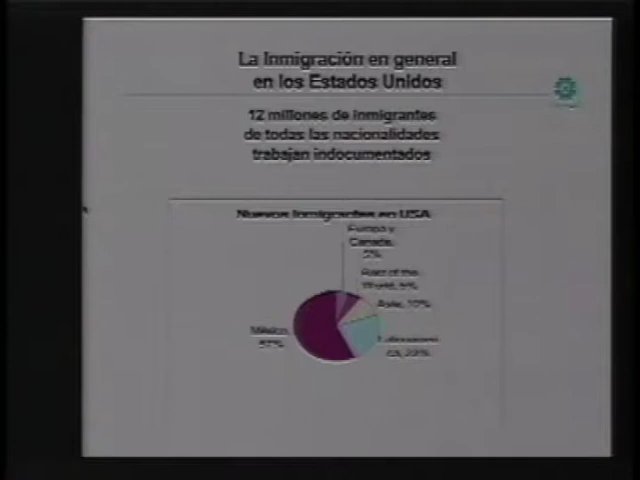 La Inmigración en general
en los Estados Unidos
12 millones de inmigrantes
de todas las nacionalidades
trabajan indocumentados
Nuevos Inmigrantes en USA
Europa y
Canada,
5%
Rest of the
World,
Asia, 10%
México,
57%